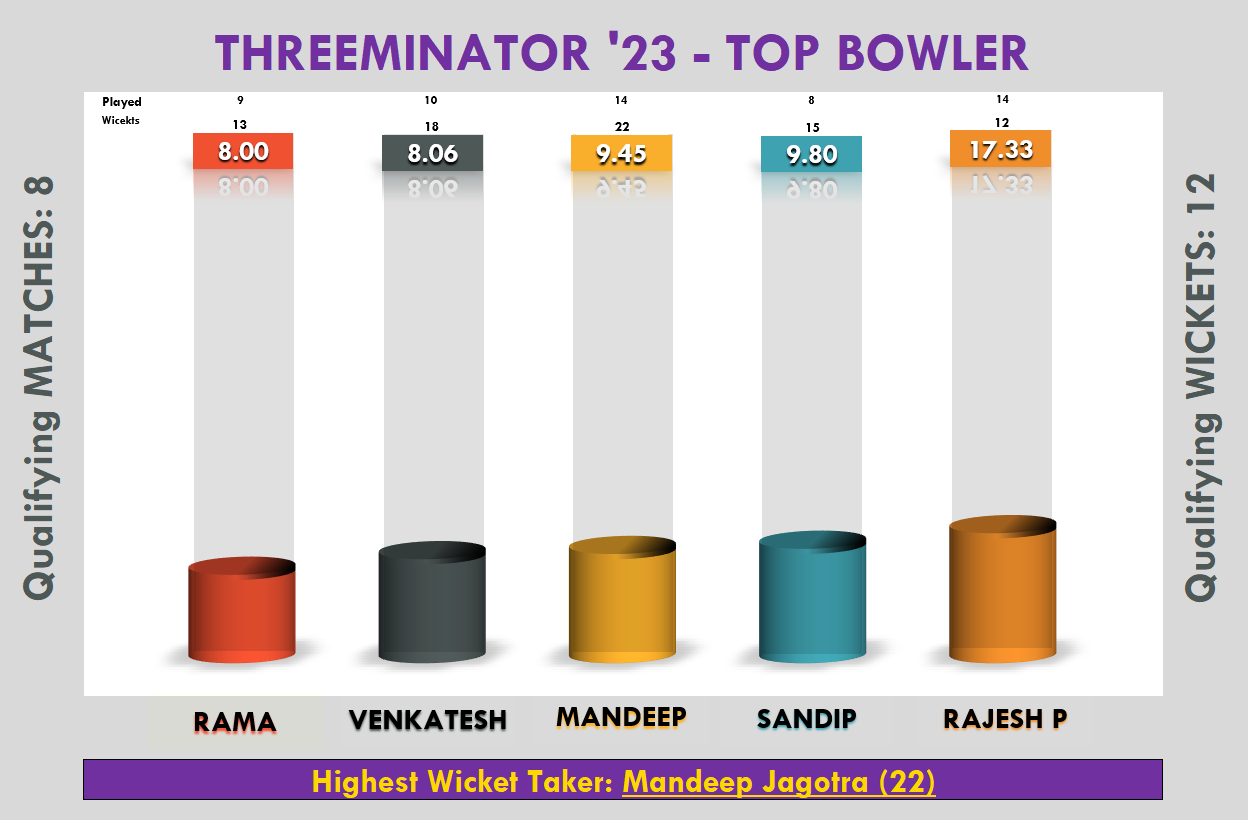 THREEMINATOR '23 - TOP BOWLER
Played 9 10 14 8 14
Wicekts 13 18 22 15 12
8.00 8.06 9.45 9.80 17.33
Qualifying MATCHES: 8
Qualifying WICKETS: 12
RAMA VENKATESH MANDEEP SANDIP RAJESH P
Highest Wicket Taker: Mandeep Jagotra (22)